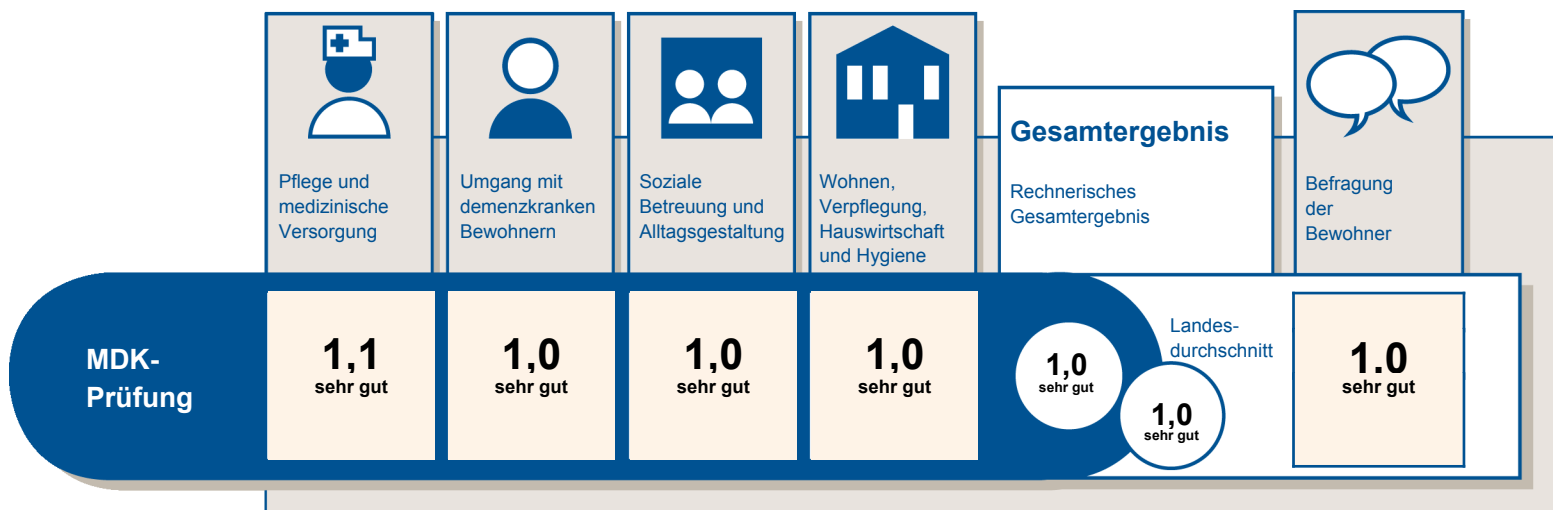 Pflege und
medizinische
Versorgung
Umgang mit
demenzkranken
Bewohnern
Soziale
Betreuung und
Alltagsgestaltung
Wohnen,
Verpflegung,
Hauswirtschaft
und Hygiene
Gesamtergebnis
Rechnerisches
Gesamtergebnis
Befragung
der
Bewohner
MDK-
Prüfung
1,1
sehr gut
1,0
sehr gut
1,0
sehr gut
1,0
sehr gut
1,0
sehr gut
Landes-
durchschnitt
1,0
sehr gut
1.0
sehr gut